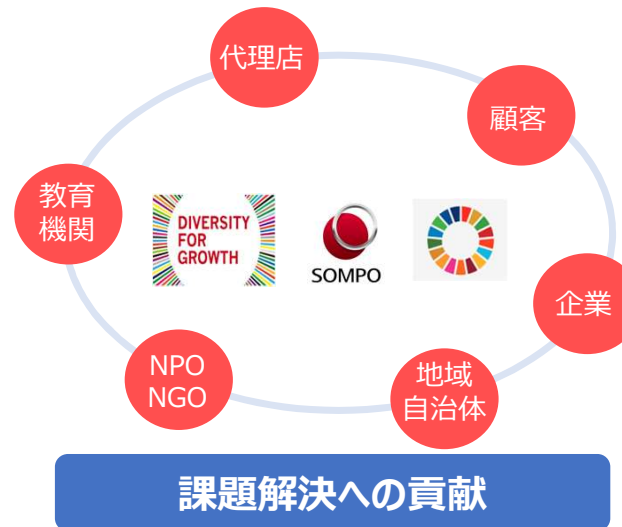 代理店
顧客
教育
機関
DIVERSITY
FOR
GROWTH
SOMPO
企業
NPO
NGO
地域
自治体
課題解決への貢献